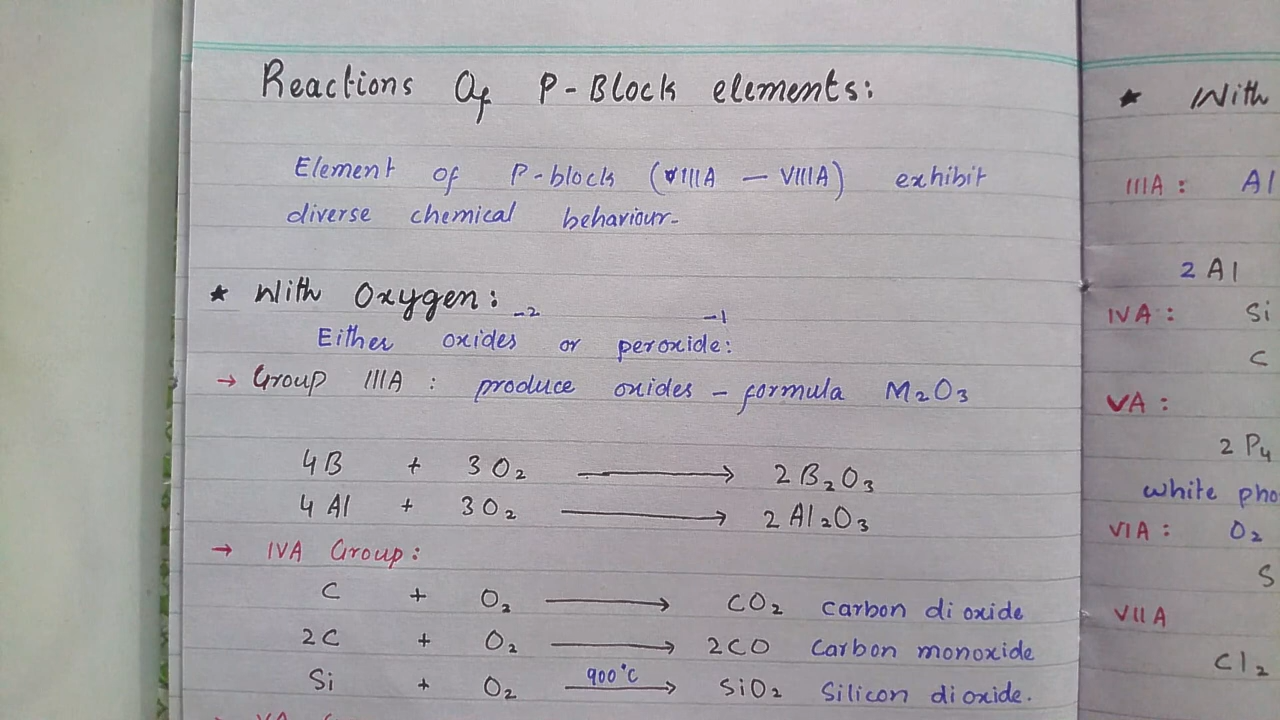 Reactions Of P-Block elements:
Element of P-block (IIIA — VIIIA) exhibit
diverse chemical behaviour-
★ With Oxygen:
-2 -1
Either oxides or peroxide:
→ Group IIIA : produce oxides - formula M₂O₃
4B + 3O₂ ⟶ 2B₂O₃
4Al + 3O₂ ⟶ 2Al₂O₃
→ IVA Group:
C + O₂ ⟶ CO₂ Carbon di oxide
2C + O₂ ⟶ 2CO Carbon monoxide
900°C
Si + O₂ ⟶ SiO₂ Silicon di oxide.
★ With
IIIA : Al
2 Al
IVA : Si
C
VA :
2 P₄
white pho
VIA : O₂
S
VIIA
Cl₂